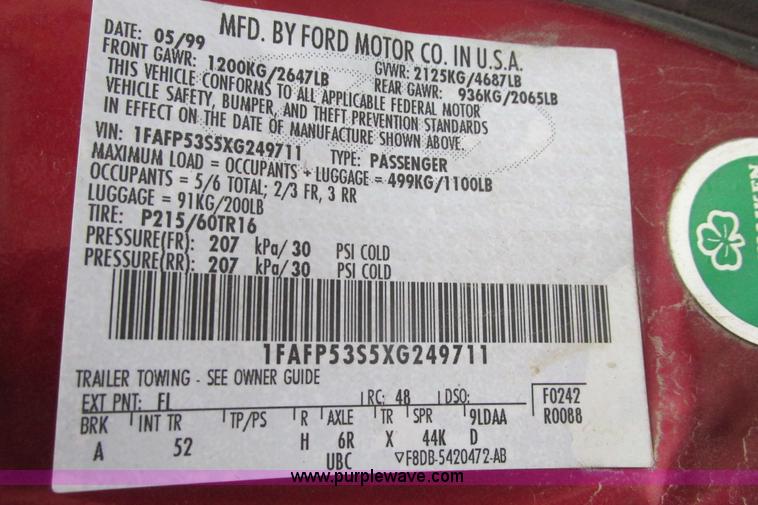 DATE: 05/99 MFD. BY FORD MOTOR CO. IN U.S.A.
FRONT GAWR: 1200KG/2647LB GVWR: 2125KG/4687LB
REAR GAWR: 936KG/2065LB
THIS VEHICLE CONFORMS TO ALL APPLICABLE FEDERAL MOTOR
VEHICLE SAFETY, BUMPER, AND THEFT PREVENTION STANDARDS
IN EFFECT ON THE DATE OF MANUFACTURE SHOWN ABOVE.
VIN: 1FAFP53S5XG249711 TYPE: PASSENGER
MAXIMUM LOAD = OCCUPANTS + LUGGAGE = 499KG/1100LB
OCCUPANTS = 5/6 TOTAL; 2/3 FR, 3 RR
LUGGAGE = 91KG/200LB
TIRE: P215/60TR16
PRESSURE(FR): 207 kPa/30 PSI COLD
PRESSURE(RR): 207 kPa/30 PSI COLD
1FAFP53S5XG249711
TRAILER TOWING - SEE OWNER GUIDE
EXT PNT: FL RC: 48 DSO: F0242
BRK INT TR TP/PS R AXLE TR SPR 9LDAA R0088
A 52 H 6R X 44K D
UBC ▽F8DB-5420472-AB
www.purplewave.com